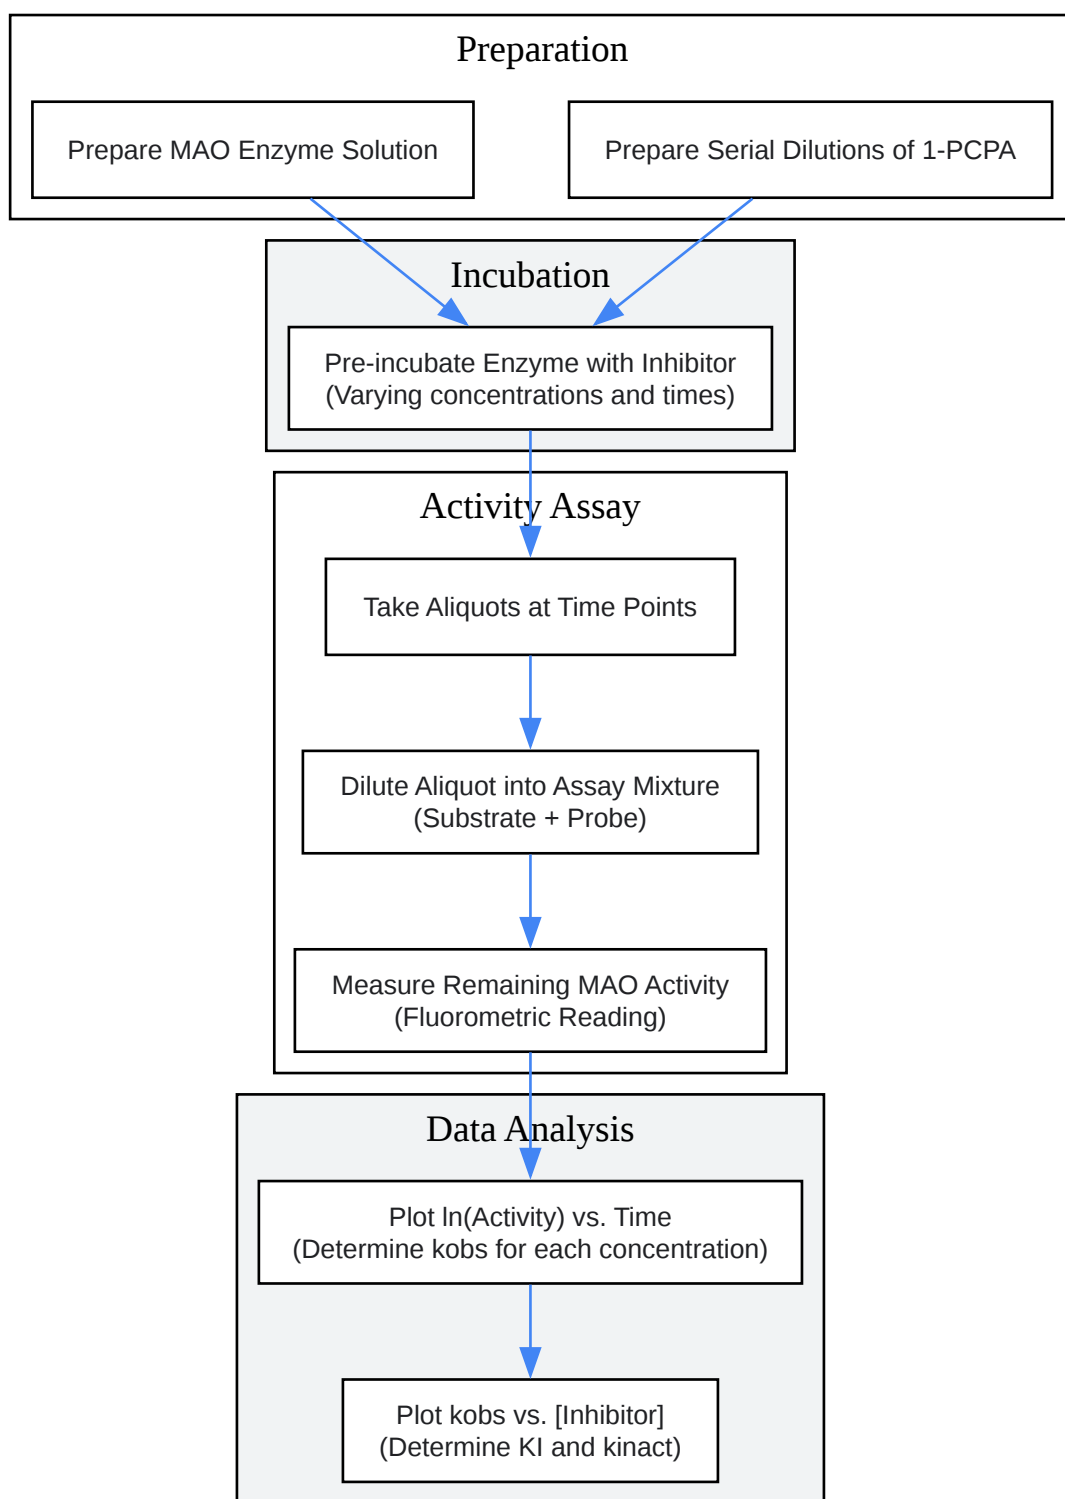 Preparation
Prepare MAO Enzyme Solution
Prepare Serial Dilutions of 1-PCPA
Incubation
Pre-incubate Enzyme with Inhibitor
(Varying concentrations and times)
Activity Assay
Take Aliquots at Time Points
Dilute Aliquot into Assay Mixture
(Substrate + Probe)
Measure Remaining MAO Activity
(Fluorometric Reading)
Data Analysis
Plot ln(Activity) vs. Time
(Determine kobs for each concentration)
Plot kobs vs. [Inhibitor]
(Determine KI and kinact)